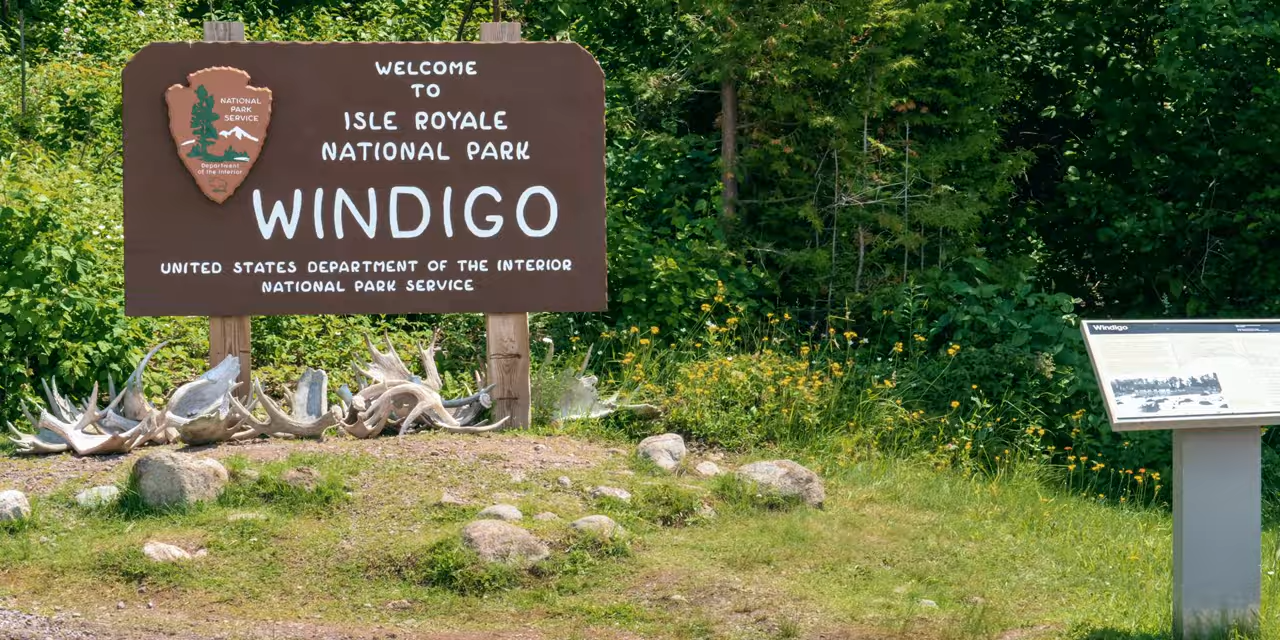 WELCOME
TO
ISLE ROYALE
NATIONAL PARK
WINDIGO
UNITED STATES DEPARTMENT OF THE INTERIOR
NATIONAL PARK SERVICE
NATIONAL
PARK
SERVICE
Department
of the Interior
Windigo